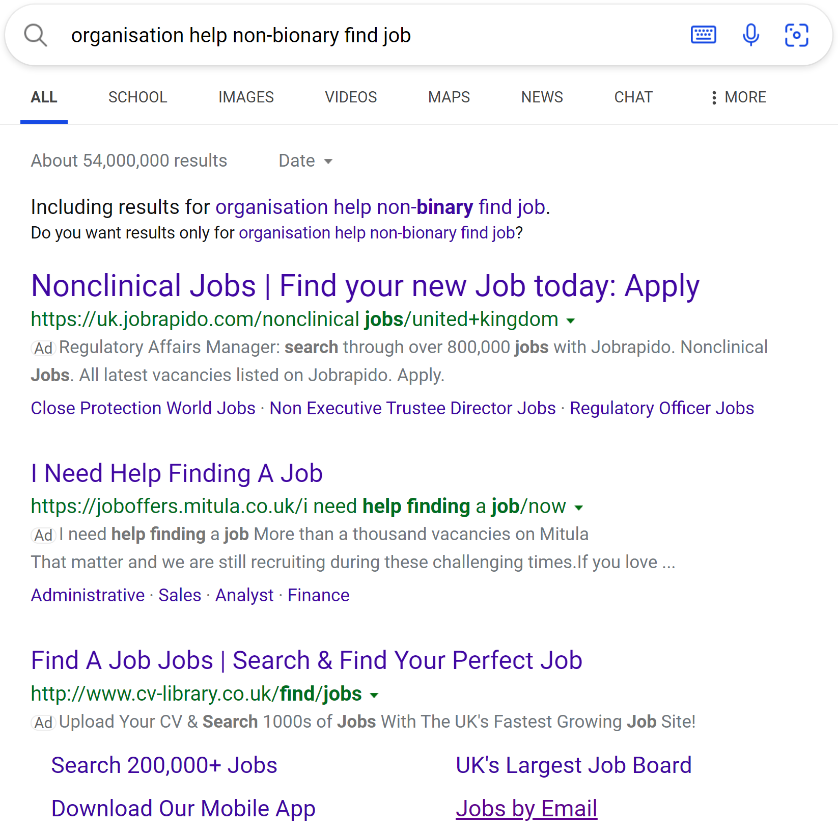 organisation help non-bionary find job
ALL SCHOOL IMAGES VIDEOS MAPS NEWS CHAT MORE
About 54,000,000 results Date
Including results for organisation help non-binary find job.
Do you want results only for organisation help non-bionary find job?
Nonclinical Jobs | Find your new Job today: Apply
https://uk.jobrapido.com/nonclinical jobs/united+kingdom
Ad Regulatory Affairs Manager: search through over 800,000 jobs with Jobrapido. Nonclinical
Jobs. All latest vacancies listed on Jobrapido. Apply.
Close Protection World Jobs · Non Executive Trustee Director Jobs · Regulatory Officer Jobs
I Need Help Finding A Job
https://joboffers.mitula.co.uk/i need help finding a job/now
Ad I need help finding a job More than a thousand vacancies on Mitula
That matter and we are still recruiting during these challenging times.If you love ...
Administrative · Sales · Analyst · Finance
Find A Job Jobs | Search & Find Your Perfect Job
http://www.cv-library.co.uk/find/jobs
Ad Upload Your CV & Search 1000s of Jobs With The UK's Fastest Growing Job Site!
Search 200,000+ Jobs UK's Largest Job Board
Download Our Mobile App Jobs by Email